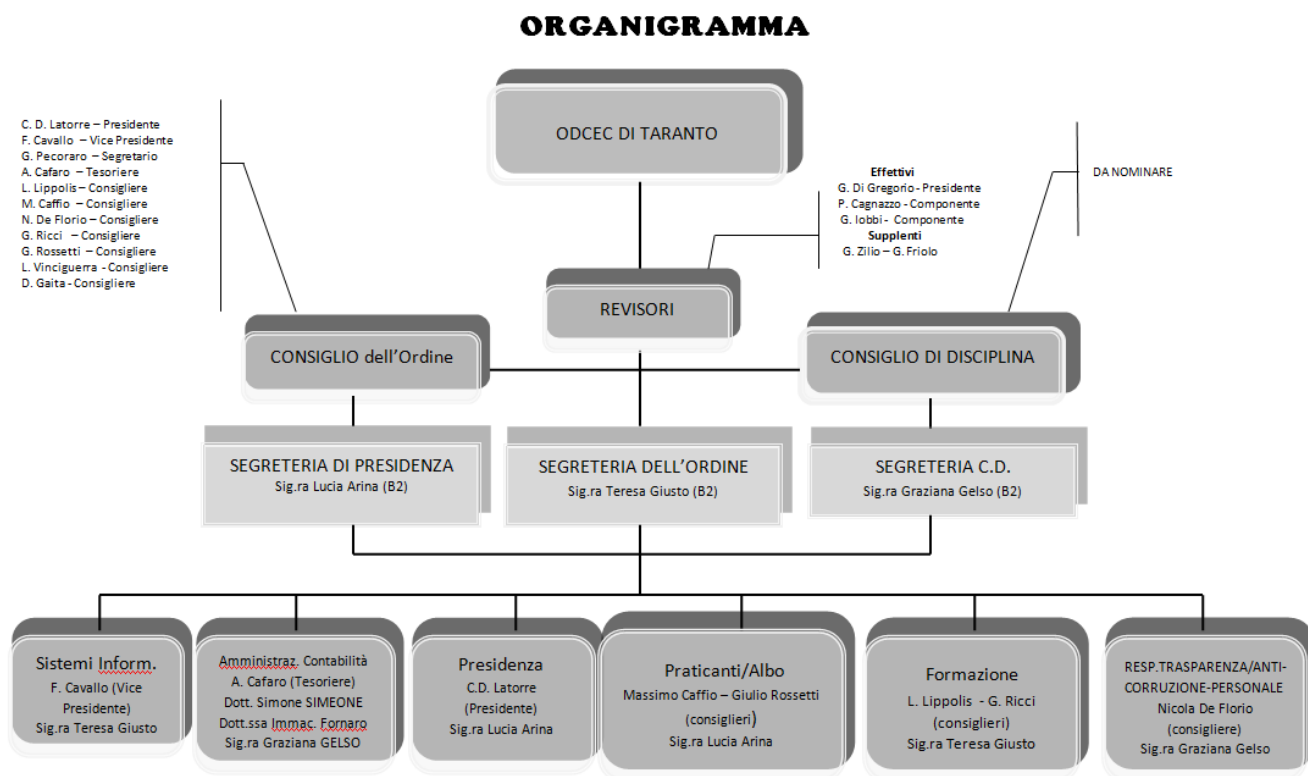 ORGANIGRAMMA
ODCEC DI TARANTO
C. D. Latorre – Presidente
F. Cavallo – Vice Presidente
G. Pecoraro – Segretario
A. Cafaro – Tesoriere
L. Lippolis – Consigliere
M. Caffio – Consigliere
N. De Florio – Consigliere
G. Ricci – Consigliere
G. Rossetti – Consigliere
L. Vinciguerra - Consigliere
D. Gaita - Consigliere
Effettivi
G. Di Gregorio - Presidente
P. Cagnazzo - Componente
G. Iobbi - Componente
Supplenti
G. Zilio – G. Friolo
DA NOMINARE
REVISORI
CONSIGLIO dell'Ordine
CONSIGLIO DI DISCIPLINA
SEGRETERIA DI PRESIDENZA
Sig.ra Lucia Arina (B2)
SEGRETERIA DELL'ORDINE
Sig.ra Teresa Giusto (B2)
SEGRETERIA C.D.
Sig.ra Graziana Gelso (B2)
Sistemi Inform.
F. Cavallo (Vice
Presidente)
Sig.ra Teresa Giusto
Amministraz. Contabilità
A. Cafaro (Tesoriere)
Dott. Simone SIMEONE
Dott.ssa Immac. Fornaro
Sig.ra Graziana GELSO
Presidenza
C.D. Latorre
(Presidente)
Sig.ra Lucia Arina
Praticanti/Albo
Massimo Caffio – Giulio Rossetti
(consiglieri)
Sig.ra Lucia Arina
Formazione
L. Lippolis - G. Ricci
(consiglieri)
Sig.ra Teresa Giusto
RESP.TRASPARENZA/ANTI-
CORRUZIONE-PERSONALE
Nicola De Florio
(consigliere)
Sig.ra Graziana Gelso